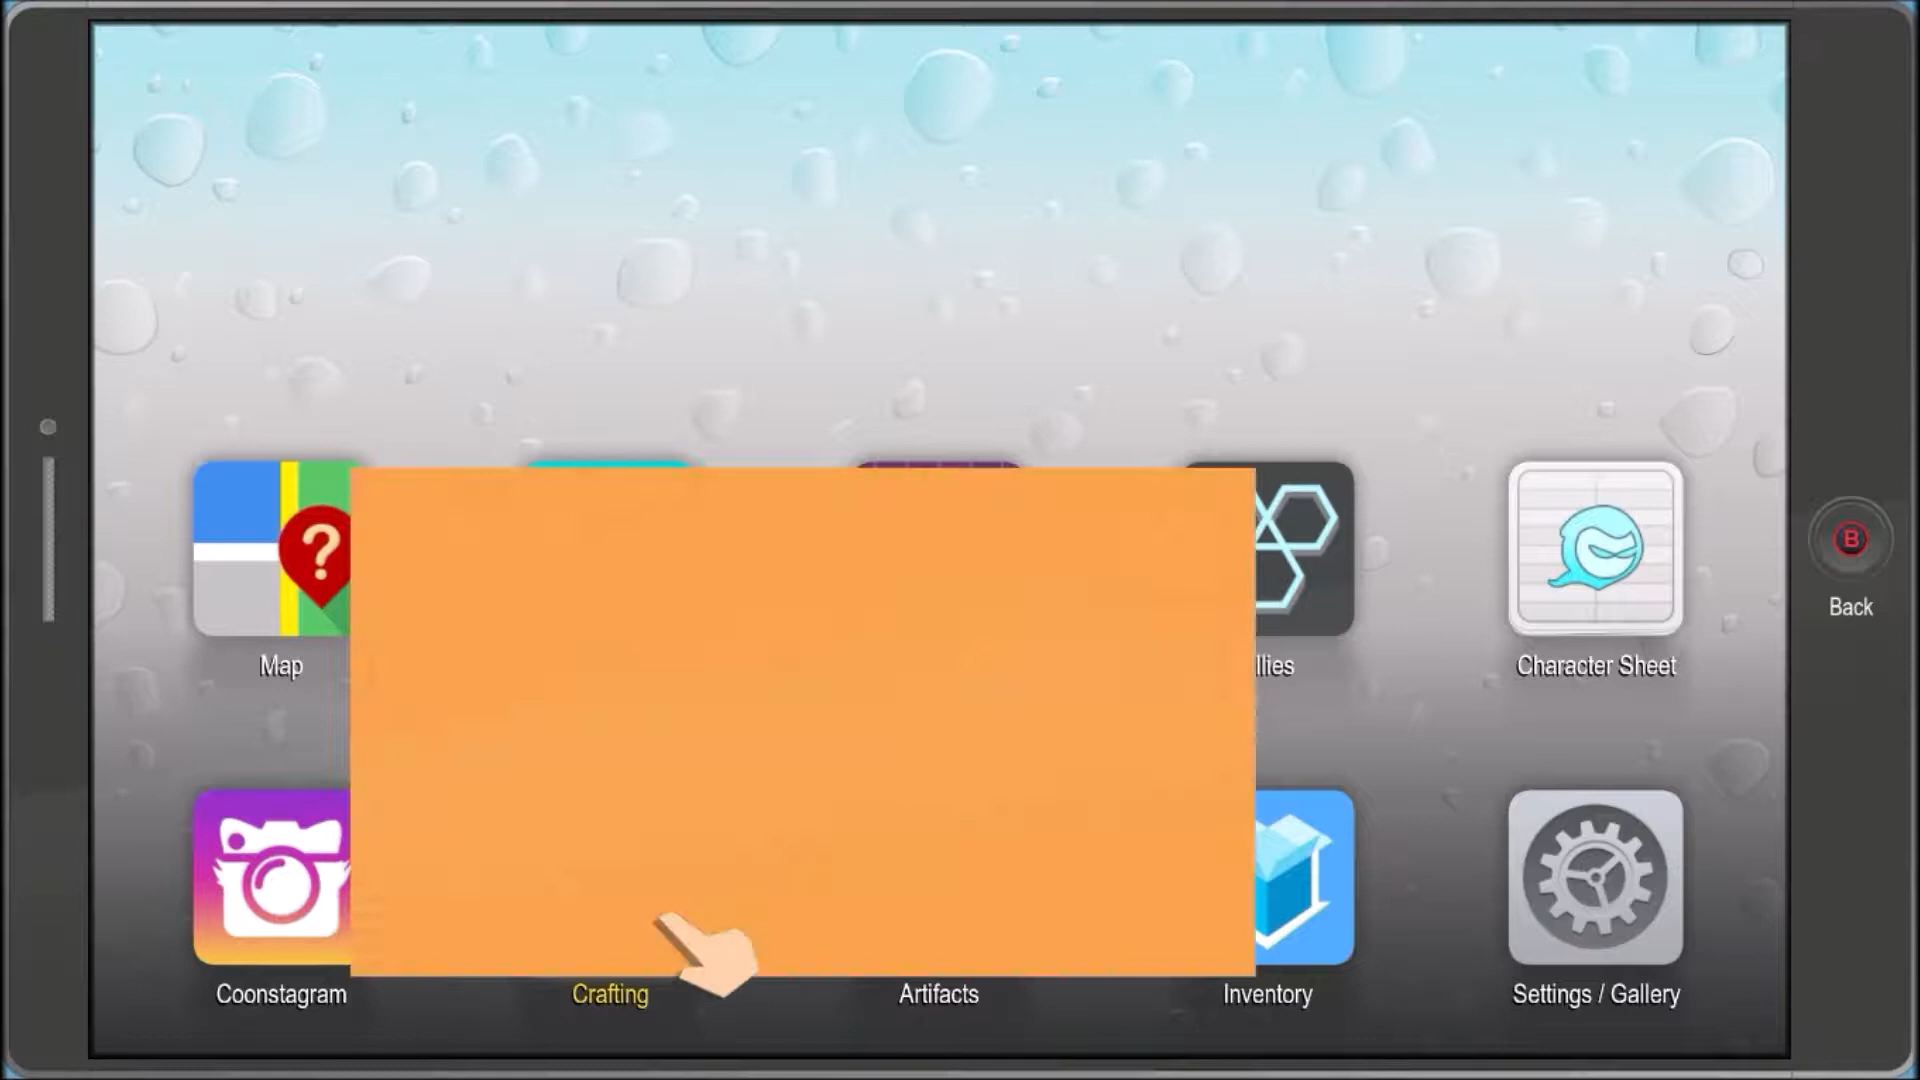 ?
B
Map
llies
Character Sheet
Back
Coonstagram
Crafting
Artifacts
Inventory
Settings / Gallery